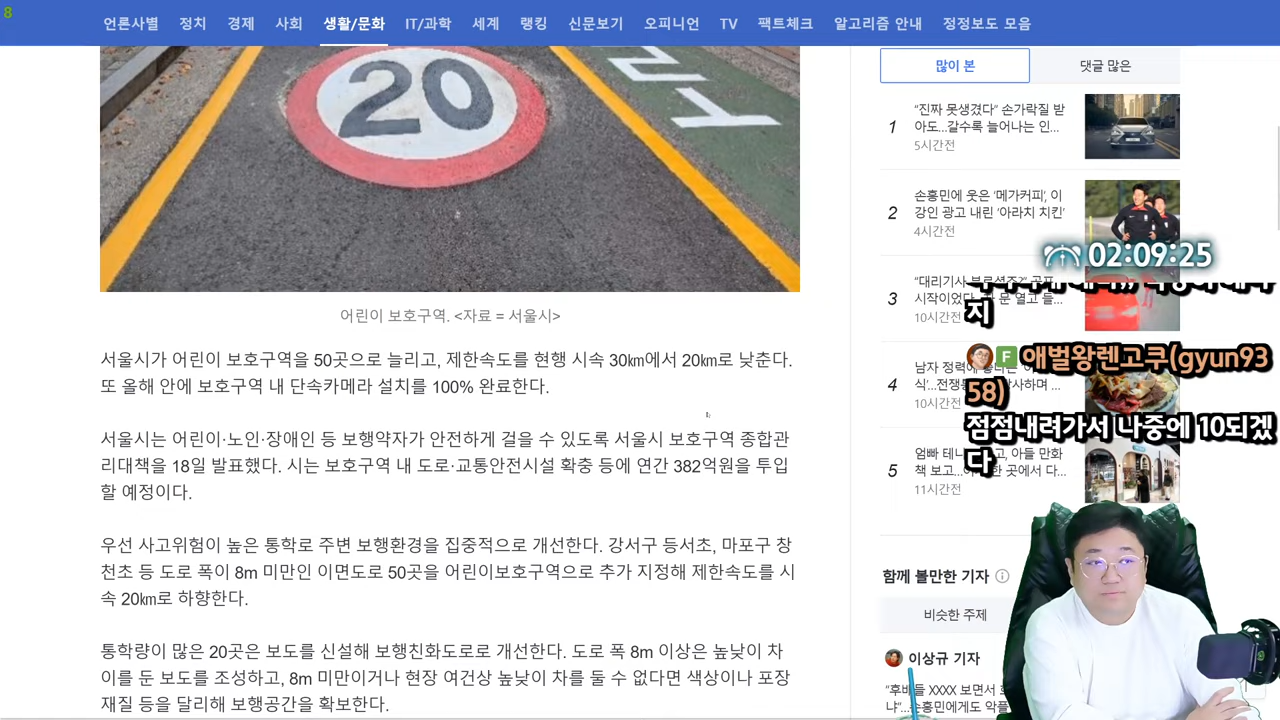 8
언론사별 정치 경제 사회 생활/문화 IT/과학 세계 랭킹 신문보기 오피니언 TV 팩트체크 알고리즘 안내 정정보도 모음
20
어린이 보호구역. <자료 = 서울시>
서울시가 어린이 보호구역을 50곳으로 늘리고, 제한속도를 현행 시속 30㎞에서 20㎞로 낮춘다.
또 올해 안에 보호구역 내 단속카메라 설치를 100% 완료한다.
서울시는 어린이·노인·장애인 등 보행약자가 안전하게 걸을 수 있도록 서울시 보호구역 종합관
리대책을 18일 발표했다. 시는 보호구역 내 도로·교통안전시설 확충 등에 연간 382억원을 투입
할 예정이다.
우선 사고위험이 높은 통학로 주변 보행환경을 집중적으로 개선한다. 강서구 등서초, 마포구 창
천초 등 도로 폭이 8m 미만인 이면도로 50곳을 어린이보호구역으로 추가 지정해 제한속도를 시
속 20㎞로 하향한다.
통학량이 많은 20곳은 보도를 신설해 보행친화도로로 개선한다. 도로 폭 8m 이상은 높낮이 차
이를 둔 보도를 조성하고, 8m 미만이거나 현장 여건상 높낮이 차를 둘 수 없다면 색상이나 포장
재질 등을 달리해 보행공간을 확보한다.
많이 본 댓글 많은
1
“진짜 못생겼다” 손가락질 받
아도...갈수록 늘어나는 인...
5시간전
2
손흥민에 웃은 ‘메가커피’, 이
강인 광고 내린 ‘아라치 치킨’
4시간전
02:09:25
3
“대리기사
시작이었다
10시간전
지
F 애벌왕렌고쿠(gyun93
58)
점점내려가서 나중에 10되겠
다
4
남자 정력에
10시간전
5
엄빠
고, 아들 만화
책 보고...
한 곳에서 다...
11시간전
함께 볼만한 기자
비슷한 주제
이상규 기자
XXXX 보면서
손흥민에게도